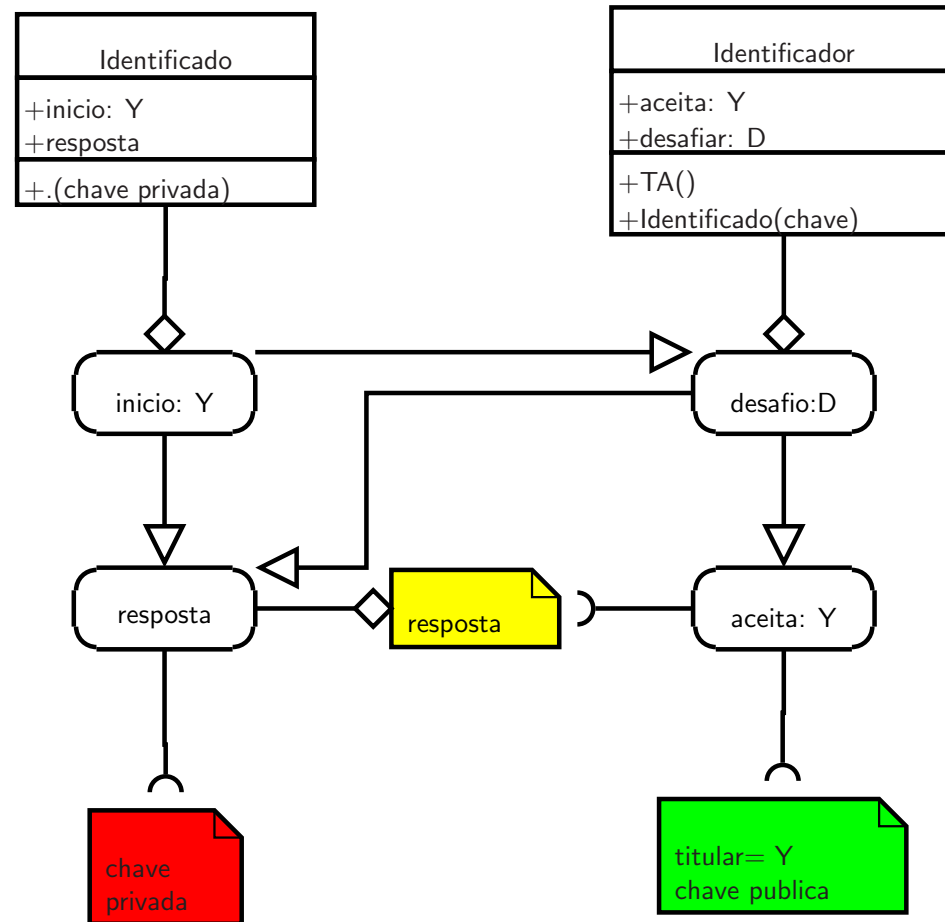 Identificado
+inicio: Y
+resposta
+.(chave privada)
Identificador
+aceita: Y
+desafiar: D
+TA()
+Identificado(chave)
inicio: Y
desafio:D
resposta
resposta
aceita: Y
chave
privada
titular= Y
chave publica